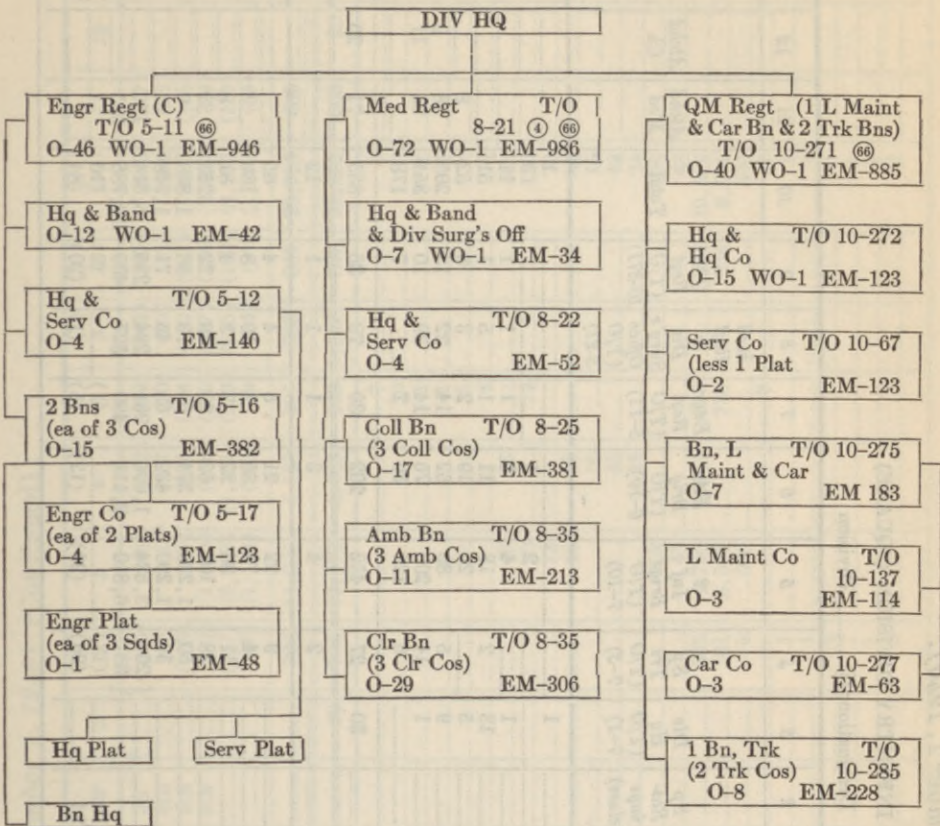 DIV HQ
Engr Regt (C)
T/O 5–11 ㊿
O–46 WO–1 EM–946
Hq & Band
O–12 WO–1 EM–42
Hq & T/O 5–12
Serv Co
O–4 EM–140
2 Bns T/O 5–16
(ea of 3 Cos)
O–15 EM–382
Engr Co T/O 5–17
(ea of 2 Plats)
O–4 EM–123
Engr Plat
(ea of 3 Sqds)
O–1 EM–48
Hq Plat
Serv Plat
Bn Hq
Med Regt T/O
8–21 ④ (66)
O–72 WO–1 EM–986
Hq & Band
& Div Surg's Off
O–7 WO–1 EM–34
Hq & T/O 8–22
Serv Co
O–4 EM–52
Coll Bn T/O 8–25
(3 Coll Cos)
O–17 EM–381
Amb Bn T/O 8–35
(3 Amb Cos)
O–11 EM–213
Clr Bn T/O 8–35
(3 Clr Cos)
O–29 EM–306
QM Regt (1 L Maint
& Car Bn & 2 Trk Bns)
T/O 10–271 (66)
O–40 WO–1 EM–885
Hq & T/O 10–272
Hq Co
O–15 WO–1 EM–123
Serv Co T/O 10–67
(less 1 Plat
O–2 EM–123
Bn, L T/O 10–275
Maint & Car
O–7 EM 183
L Maint Co T/O
10–137
O–3 EM–114
Car Co T/O 10–277
O–3 EM–63
1 Bn, Trk T/O
(2 Trk Cos) 10–285
O–8 EM–228